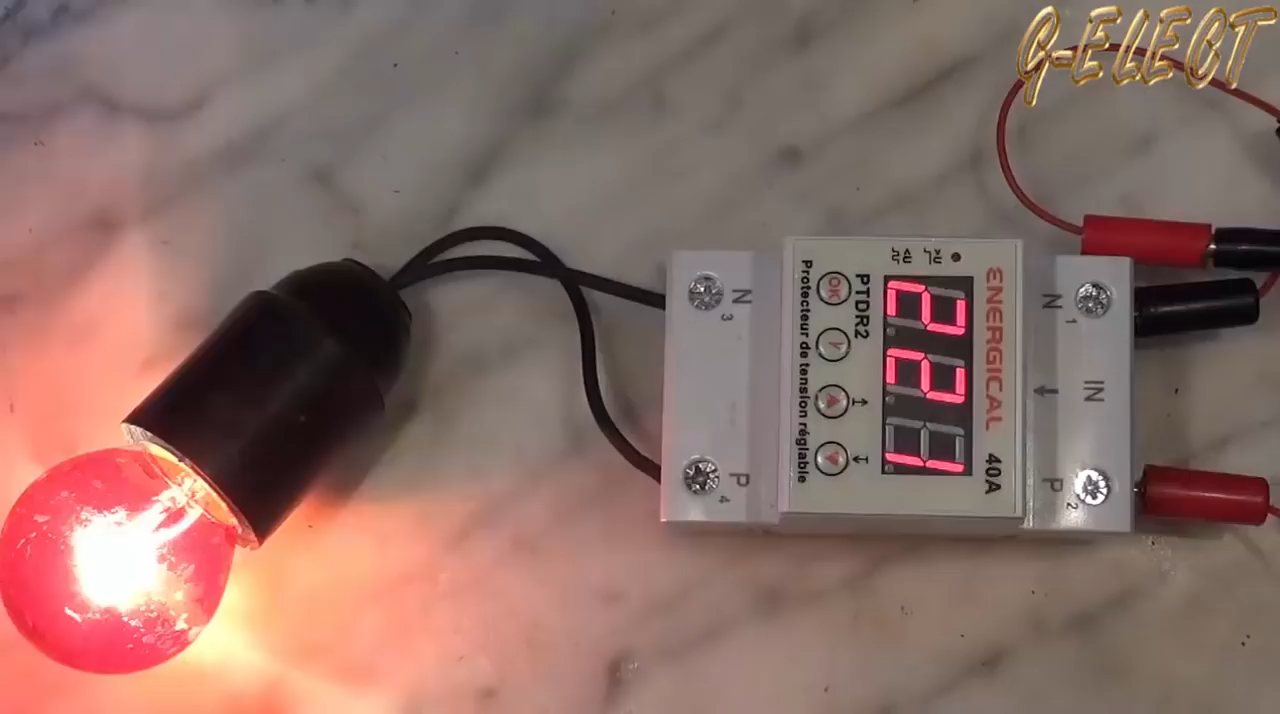 G-ELECT
N 1
IN
P 2
ENERGICAL 40A
221
PTDR2
OK
Protecteur de tension réglable
N 3
P 4